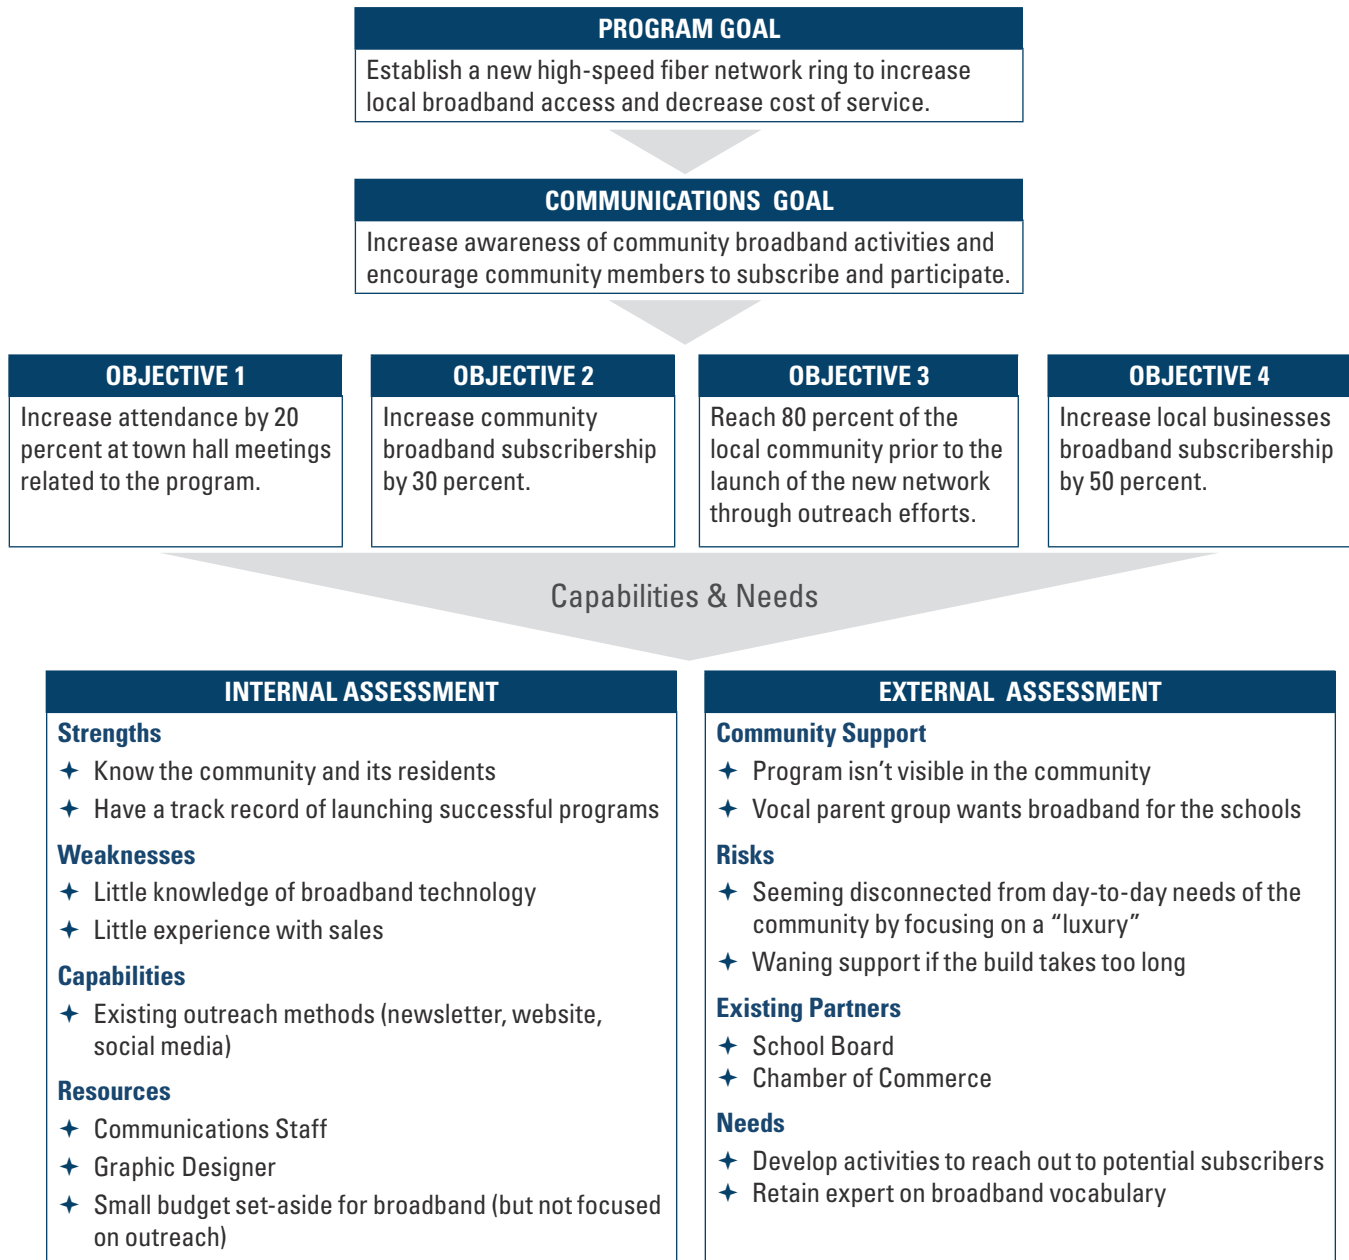 PROGRAM GOAL
Establish a new high-speed fiber network ring to increase
local broadband access and decrease cost of service.
COMMUNICATIONS GOAL
Increase awareness of community broadband activities and
encourage community members to subscribe and participate.
OBJECTIVE 1
Increase attendance by 20
percent at town hall meetings
related to the program.
OBJECTIVE 2
Increase community
broadband subscribership
by 30 percent.
OBJECTIVE 3
Reach 80 percent of the
local community prior to the
launch of the new network
through outreach efforts.
OBJECTIVE 4
Increase local businesses
broadband subscribership
by 50 percent.
Capabilities & Needs
INTERNAL ASSESSMENT
Strengths
✦ Know the community and its residents
✦ Have a track record of launching successful programs
Weaknesses
✦ Little knowledge of broadband technology
✦ Little experience with sales
Capabilities
✦ Existing outreach methods (newsletter, website,
social media)
Resources
✦ Communications Staff
✦ Graphic Designer
✦ Small budget set-aside for broadband (but not focused
on outreach)
EXTERNAL ASSESSMENT
Community Support
✦ Program isn’t visible in the community
✦ Vocal parent group wants broadband for the schools
Risks
✦ Seeming disconnected from day-to-day needs of the
community by focusing on a “luxury”
✦ Waning support if the build takes too long
Existing Partners
✦ School Board
✦ Chamber of Commerce
Needs
✦ Develop activities to reach out to potential subscribers
✦ Retain expert on broadband vocabulary